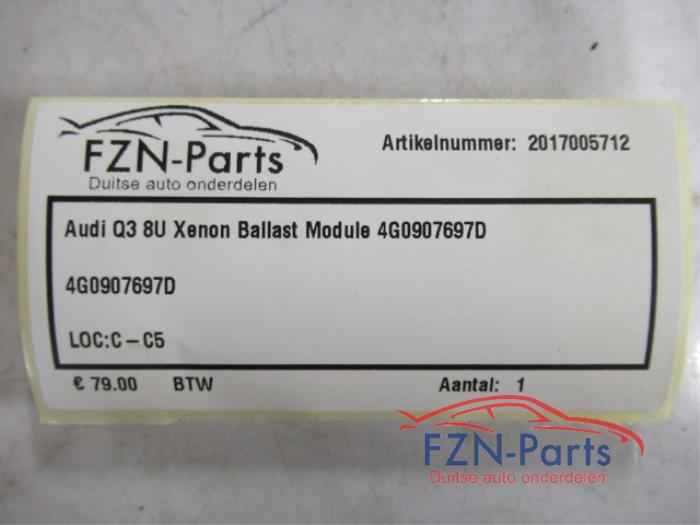 FZN-Parts
Duitse auto onderdelen
Artikelnummer: 2017005712
Audi Q3 8U Xenon Ballast Module 4G0907697D
4G0907697D
LOC:C-C5
€ 79.00 BTW Aantal: 1
FZN-Parts
Duitse auto onderdelen